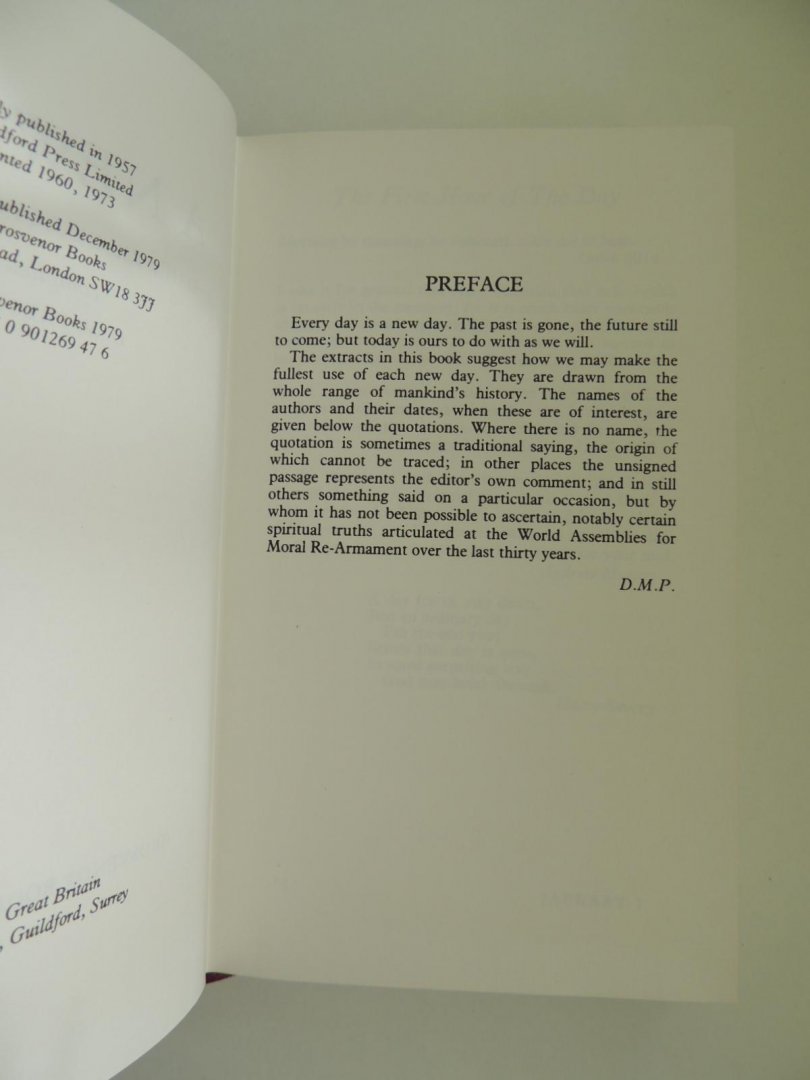 published in 1957
Press Limited
1960, 1973
published December 1979
Books
London SW18 3JJ
Books 1979
0 901269 47 6
Great Britain
Guildford, Surrey
PREFACE
Every day is a new day. The past is gone, the future still
to come; but today is ours to do with as we will.
The extracts in this book suggest how we may make the
fullest use of each new day. They are drawn from the
whole range of mankind's history. The names of the
authors and their dates, when these are of interest, are
given below the quotations. Where there is no name, the
quotation is sometimes a traditional saying, the origin of
which cannot be traced; in other places the unsigned
passage represents the editor's own comment; and in still
others something said on a particular occasion, but by
whom it has not been possible to ascertain, notably certain
spiritual truths articulated at the World Assemblies for
Moral Re-Armament over the last thirty years.
D.M.P.